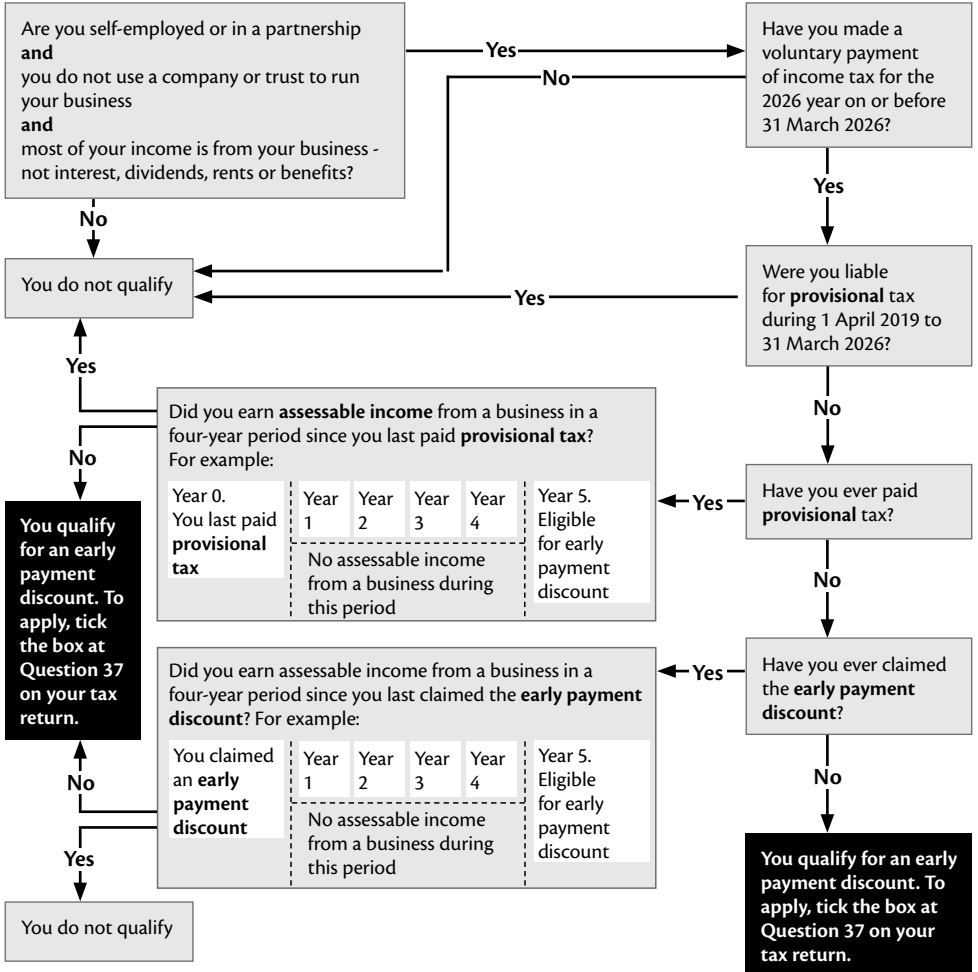 Are you self-employed or in a partnership
and
you do not use a company or trust to run
your business
and
most of your income is from your business -
not interest, dividends, rents or benefits?
Yes
No
Have you made a
voluntary payment
of income tax for the
2026 year on or before
31 March 2026?
No
Yes
You do not qualify
Yes
Were you liable
for provisional tax
during 1 April 2019 to
31 March 2026?
Yes
No
Did you earn assessable income from a business in a
four-year period since you last paid provisional tax?
For example:
Year 0.
You last paid
provisional
tax
Year
1
Year
2
Year
3
Year
4
No assessable income
from a business during
this period
Year 5.
Eligible
for early
payment
discount
No
Yes
Have you ever paid
provisional tax?
You qualify
for an early
payment
discount. To
apply, tick
the box at
Question 37
on your tax
return.
No
Did you earn assessable income from a business in a
four-year period since you last claimed the early payment
discount? For example:
You claimed
an early
payment
discount
Year
1
Year
2
Year
3
Year
4
No assessable income
from a business during
this period
Year 5.
Eligible
for early
payment
discount
Yes
Have you ever claimed
the early payment
discount?
No
No
Yes
You do not qualify
You qualify for an early
payment discount. To
apply, tick the box at
Question 37 on your
tax return.